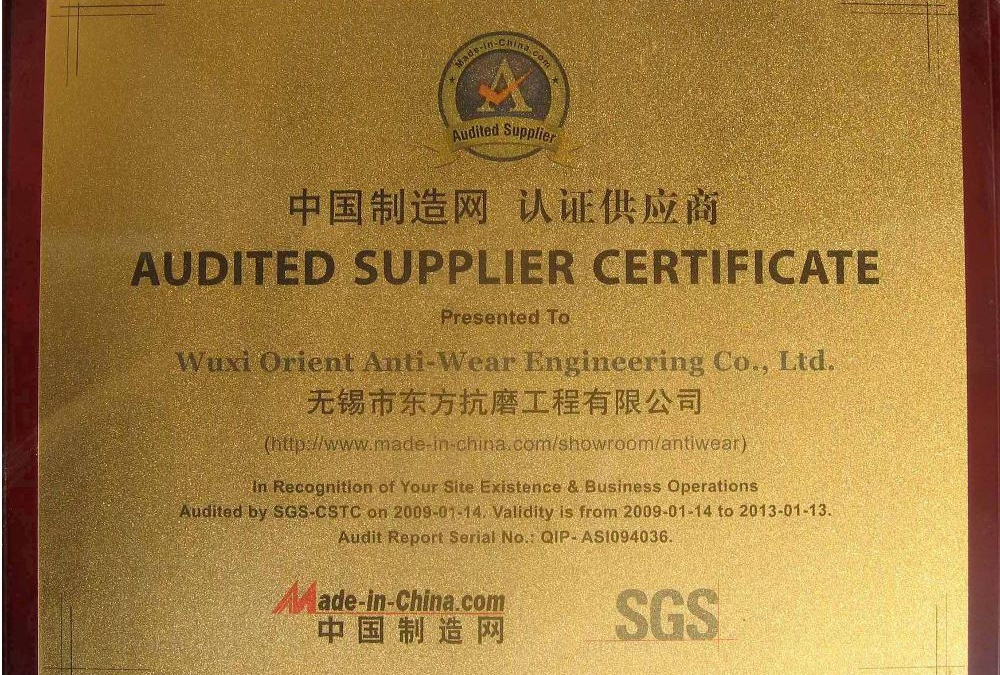 Made-in-China.com
A
Audited Supplier
中国制造网 认证供应商
AUDITED SUPPLIER CERTIFICATE
Presented To
Wuxi Orient Anti-Wear Engineering Co., Ltd.
无锡市东方抗磨工程有限公司
(http://www.made-in-china.com/showroom/antiwear)
In Recognition of Your Site Existence & Business Operations
Audited by SGS-CSTC on 2009-01-14. Validity is from 2009-01-14 to 2013-01-13.
Audit Report Serial No.: QIP- ASI094036.
Made-in-China.com
中国制造网
SGS